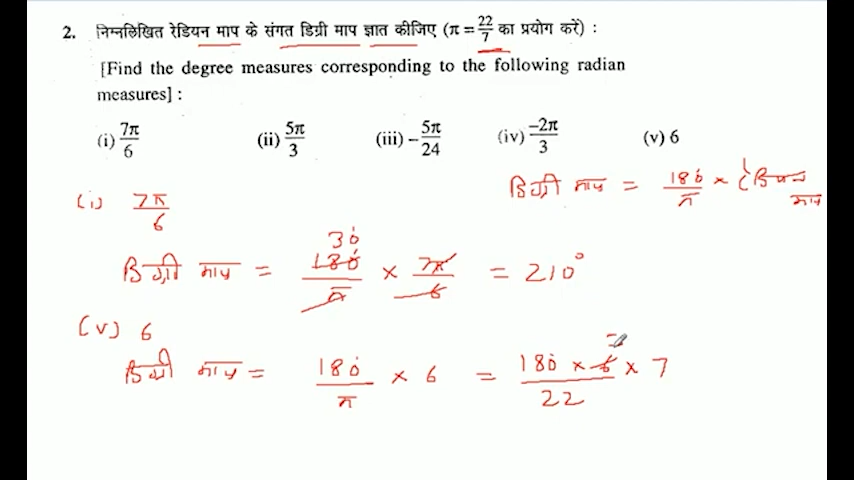 2. निम्नलिखित रेडियन माप के संगत डिग्री माप ज्ञात कीजिए (π = 22/7 का प्रयोग करें) :
[Find the degree measures corresponding to the following radian
measures] :
(i) 7π/6 (ii) 5π/3 (iii) –5π/24 (iv) –2π/3 (v) 6
डिग्री माप = 180/π × रेडियन माप
(i) 7π/6
30
डिग्री माप = 180/π × 7π/6 = 210°
(v) 6
डिग्री माप = 180/π × 6 = 180 × 6/22 × 7